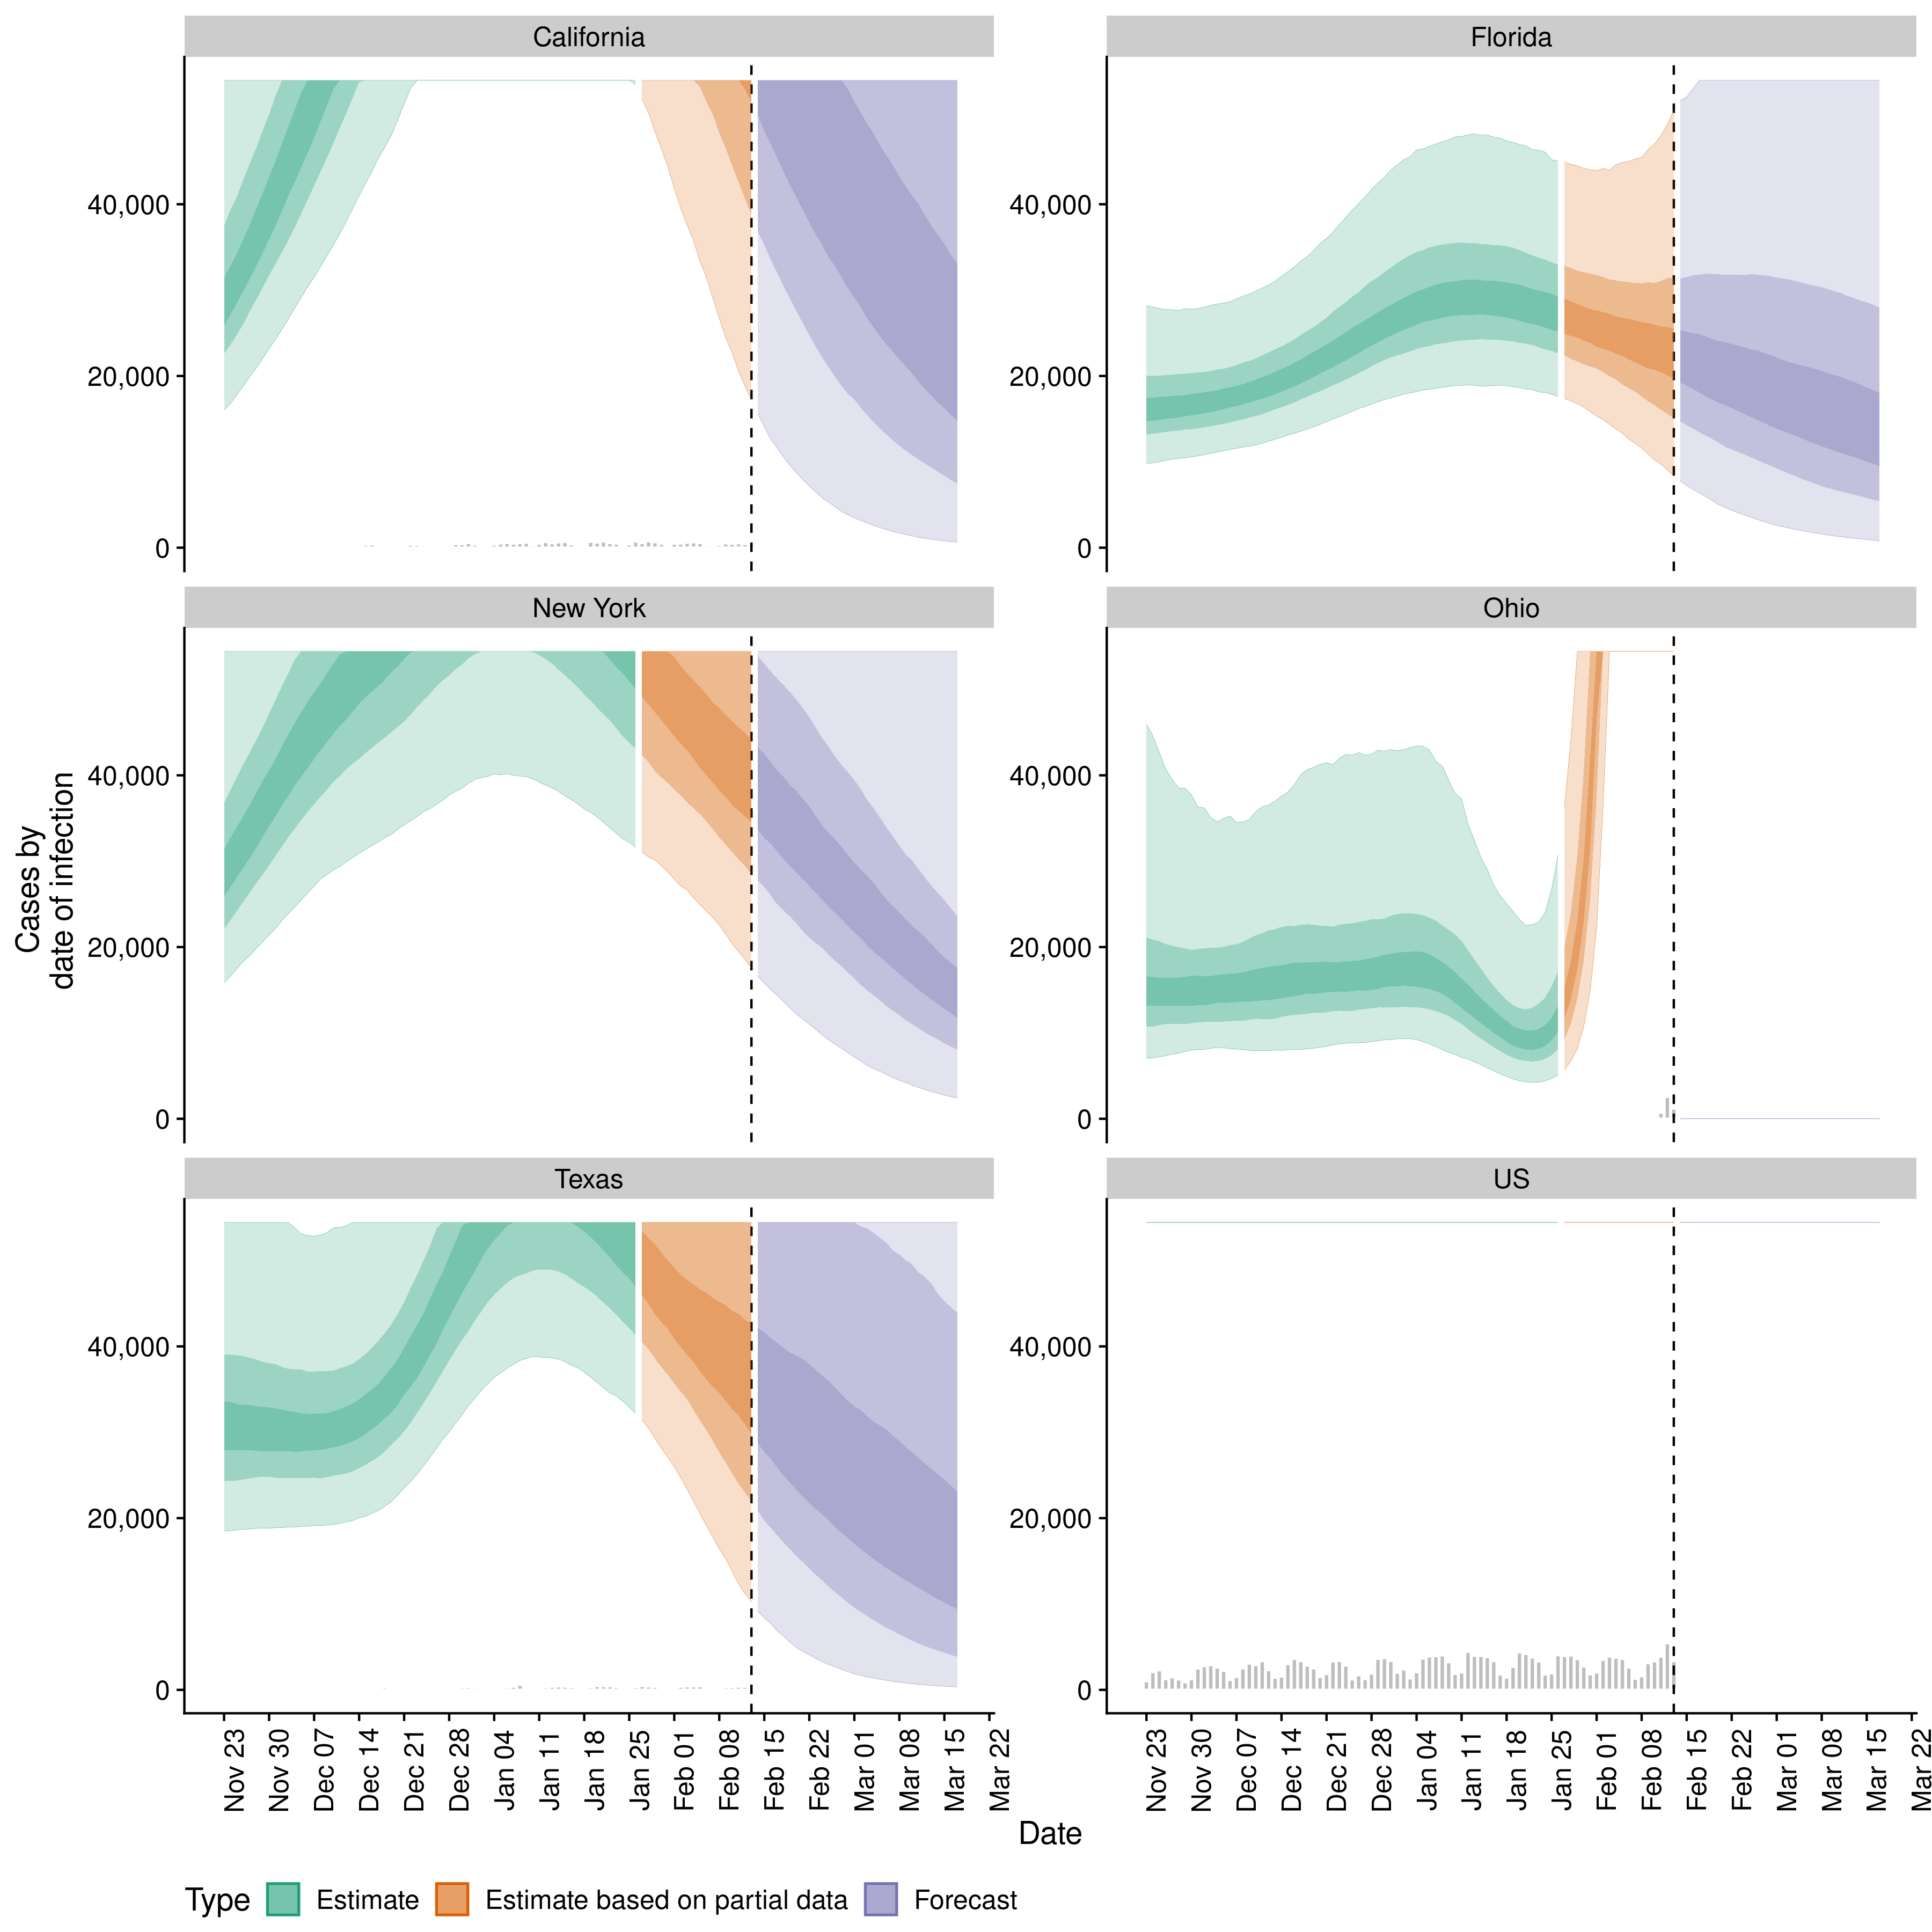 California
Florida
40,000
20,000
0
40,000
20,000
0
New York
Ohio
40,000
20,000
0
40,000
20,000
0
Cases by
date of infection
Texas
US
40,000
20,000
0
40,000
20,000
0
Nov 23
Nov 30
Dec 07
Dec 14
Dec 21
Dec 28
Jan 04
Jan 11
Jan 18
Jan 25
Feb 01
Feb 08
Feb 15
Feb 22
Mar 01
Mar 08
Mar 15
Mar 22
Nov 23
Nov 30
Dec 07
Dec 14
Dec 21
Dec 28
Jan 04
Jan 11
Jan 18
Jan 25
Feb 01
Feb 08
Feb 15
Feb 22
Mar 01
Mar 08
Mar 15
Mar 22
Date
Type Estimate Estimate based on partial data Forecast